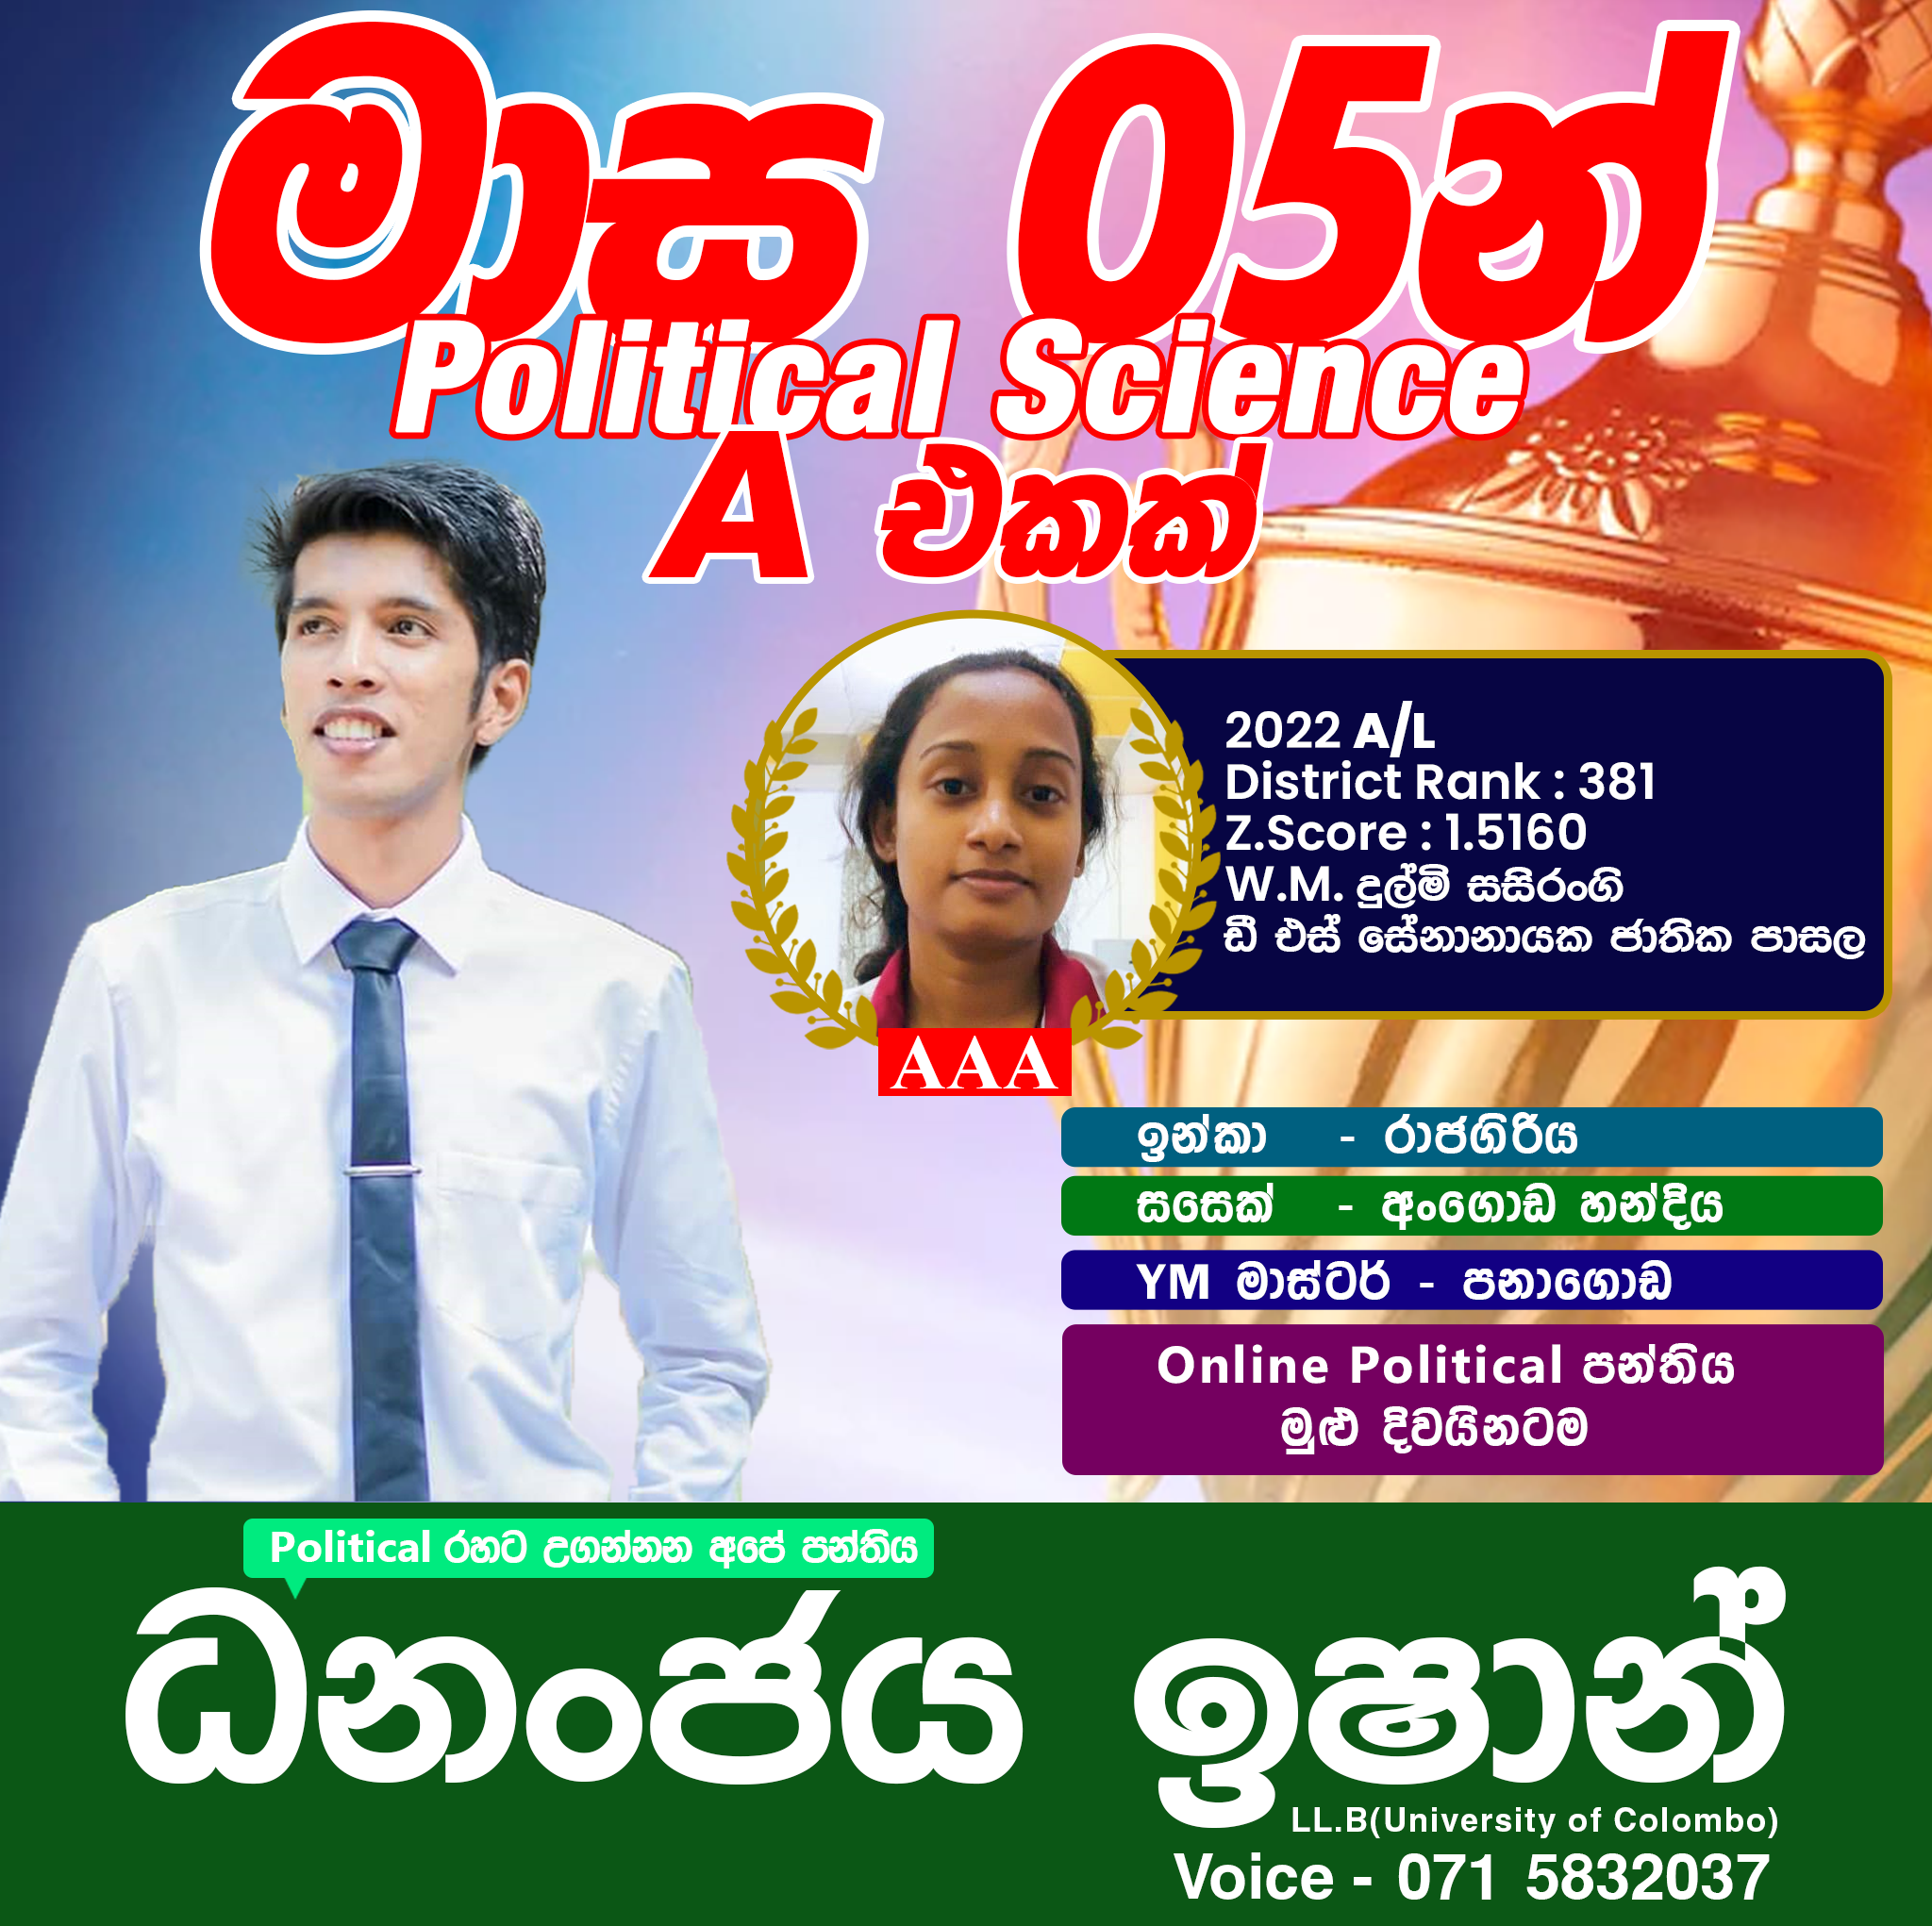 මාස 05න්
Political Science
A එකක්
2022 A/L
District Rank : 381
Z.Score : 1.5160
W.M. දුල්මි සසිරංගි
ඩී එස් සේනානායක ජාතික පාසල
AAA
ඉන්කා - රාජගිරිය
සසෙක් - අංගොඩ හන්දිය
YM මාස්ටර් - පනාගොඩ
Online Political පන්තිය
මුළු දිවයිනටම
Political රහට උගන්නන අපේ පන්තිය
ධනංජය ඉෂාන්
LL.B(University of Colombo)
Voice - 071 5832037